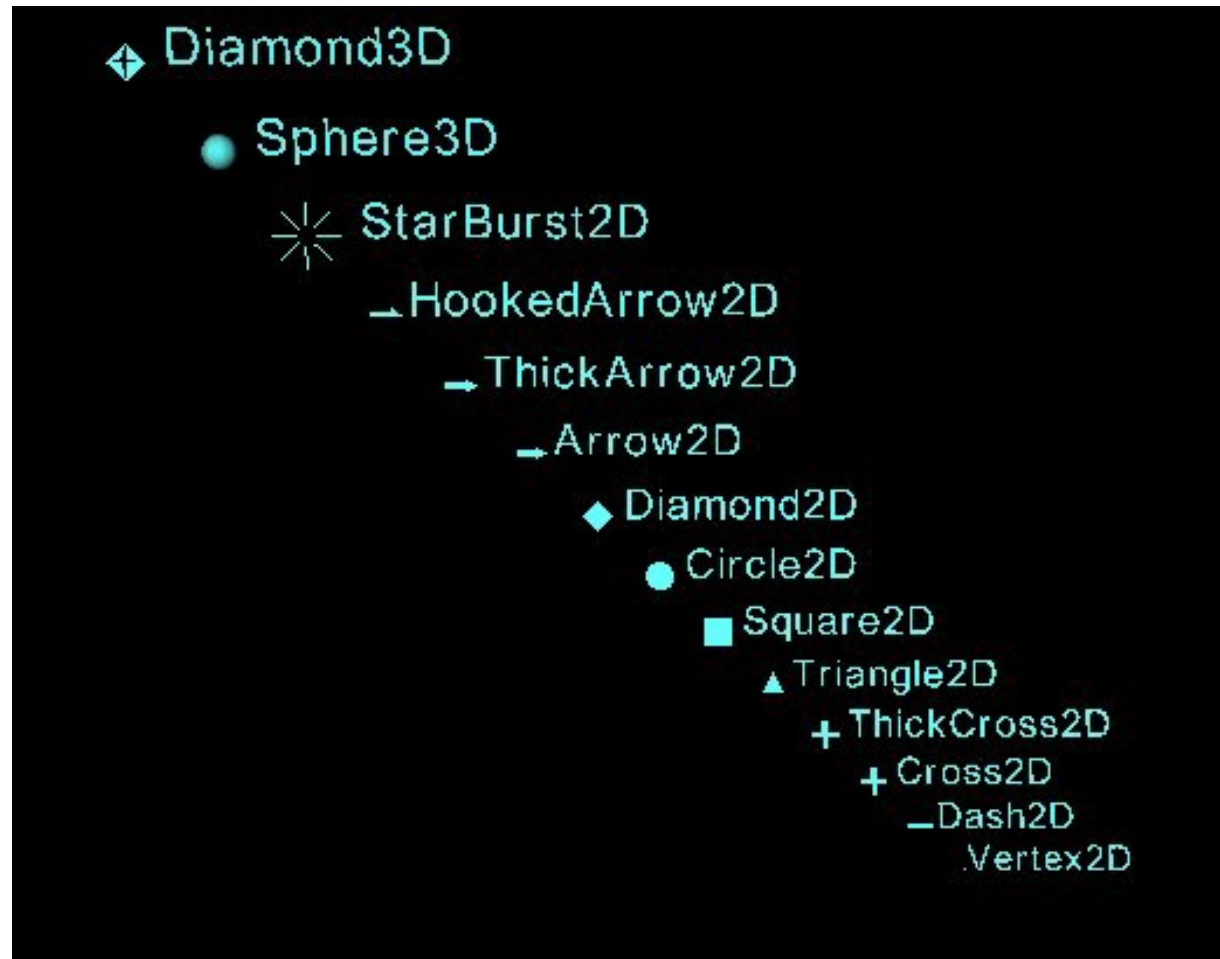 Diamond3D
Sphere3D
StarBurst2D
HookedArrow2D
ThickArrow2D
Arrow2D
Diamond2D
Circle2D
Square2D
Triangle2D
ThickCross2D
Cross2D
Dash2D
Vertex2D